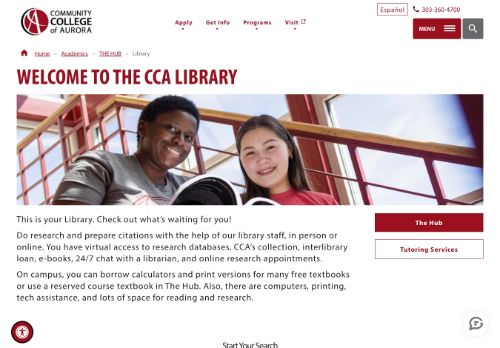 Español
303-360-4700
COMMUNITY
COLLEGE
of AURORA
Apply
Get Info
Programs
Visit
MENU
Home » Academics » THE HUB » Library
WELCOME TO THE CCA LIBRARY
This is your Library. Check out what's waiting for you!
Do research and prepare citations with the help of our library staff, in person or
online. You have virtual access to research databases, CCA's collection, interlibrary
loan, e-books, 24/7 chat with a librarian, and online research appointments.
On campus, you can borrow calculators and print versions for many free textbooks
or use a reserved course textbook in The Hub. Also, there are computers, printing,
tech assistance, and lots of space for reading and research.
The Hub
Tutoring Services
Start Your Search